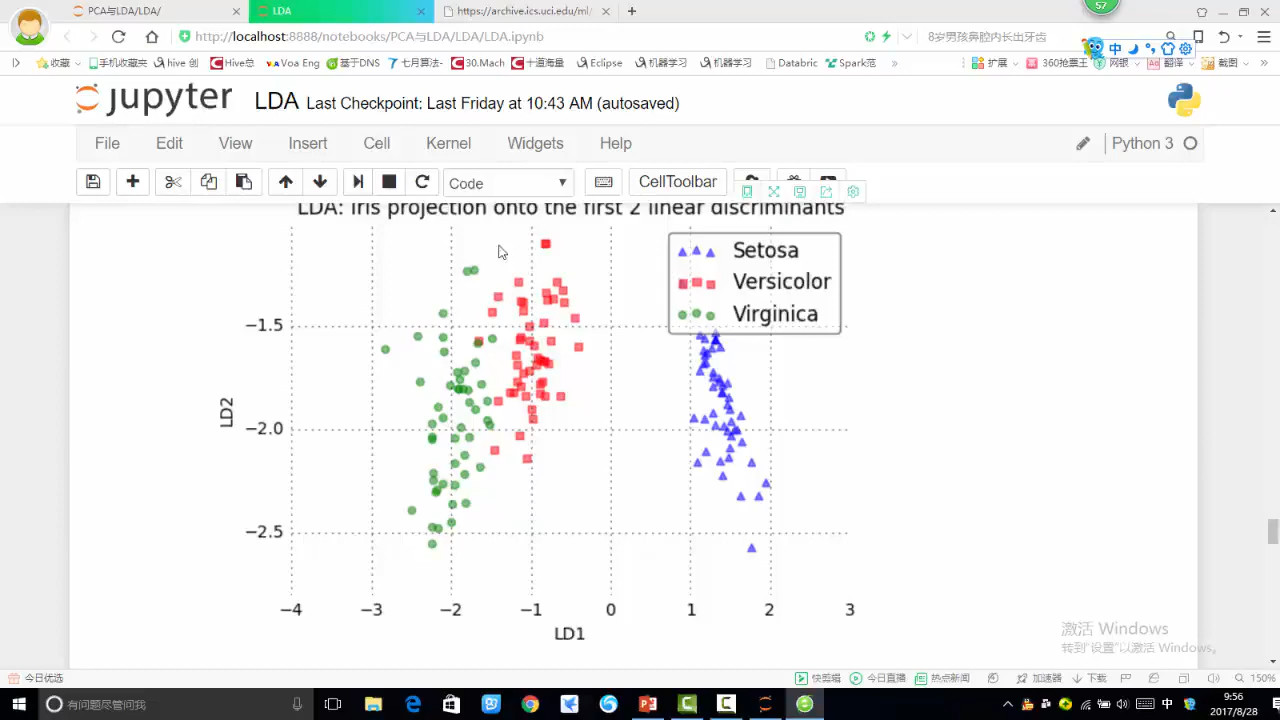 PCA与LDA/LDA/
LDA
https://archive.ics.uci.edu/ml/
57
http://localhost:8888/notebooks/PCA与LDA/LDA/LDA.ipynb
8岁男孩鼻腔内长出牙齿
中
收藏 手机收藏夹 hive 创 Hive总 Voa Eng 基于DNS 七月算法- 30.Mach 十道海量 Eclipse 机器学习 机器学习 Databric Spark范 » 扩展 360抢票王 网银 翻译 截图 »
jupyter LDA Last Checkpoint: Last Friday at 10:43 AM (autosaved)
File Edit View Insert Cell Kernel Widgets Help Python 3
Code CellToolbar
LDA: Iris projection onto the first 2 linear discriminants
Setosa
Versicolor
Virginica
−1.5
−2.0
−2.5
LD2
−4 −3 −2 −1 0 1 2 3
LD1
激活 Windows
转到“设置”以激活 Windows。
今日优选 快剪辑 今日直播 热点新闻 加速器 下载 150%
有问题尽管问我
中
9:56
2017/8/28